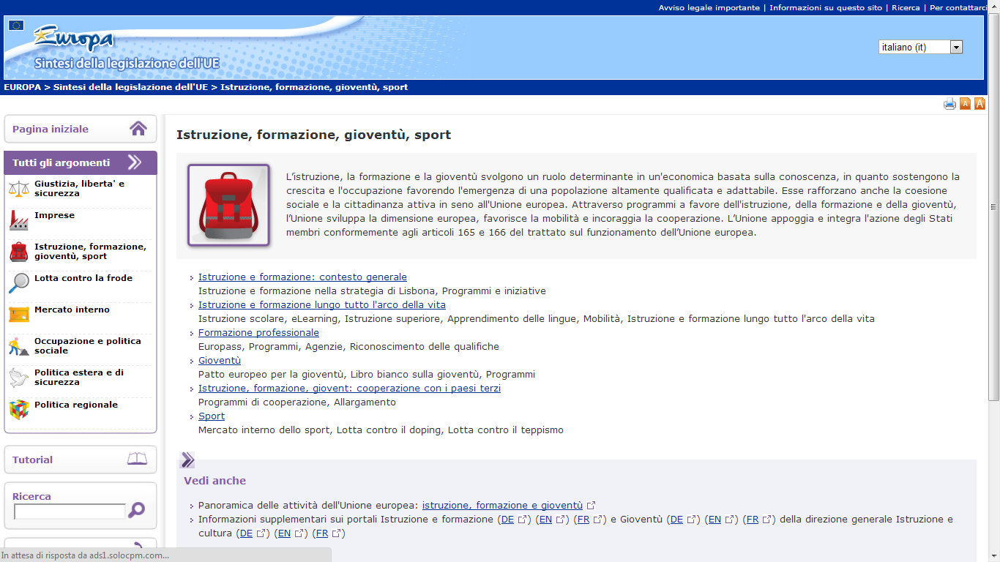 Avviso legale importante | Informazioni su questo sito | Ricerca | Per contattarci
Europa
Sintesi della legislazione dell'UE
italiano (it)
EUROPA > Sintesi della legislazione dell'UE > Istruzione, formazione, gioventù, sport
A A
Pagina iniziale
Tutti gli argomenti
Giustizia, liberta' e
sicurezza
Imprese
Istruzione, formazione,
gioventù, sport
Lotta contro la frode
Mercato interno
Occupazione e politica
sociale
Politica estera e di
sicurezza
Politica regionale
Tutorial
Ricerca
Istruzione, formazione, gioventù, sport
L’istruzione, la formazione e la gioventù svolgono un ruolo determinante in un'economica basata sulla conoscenza, in quanto sostengono la
crescita e l'occupazione favorendo l'emergenza di una popolazione altamente qualificata e adattabile. Esse rafforzano anche la coesione
sociale e la cittadinanza attiva in seno all'Unione europea. Attraverso programmi a favore dell'istruzione, della formazione e della gioventù,
l’Unione sviluppa la dimensione europea, favorisce la mobilità e incoraggia la cooperazione. L’Unione appoggia e integra l'azione degli Stati
membri conformemente agli articoli 165 e 166 del trattato sul funzionamento dell’Unione europea.
Istruzione e formazione: contesto generale
Istruzione e formazione nella strategia di Lisbona, Programmi e iniziative
Istruzione e formazione lungo tutto l'arco della vita
Istruzione scolare, eLearning, Istruzione superiore, Apprendimento delle lingue, Mobilità, Istruzione e formazione lungo tutto l'arco della vita
Formazione professionale
Europass, Programmi, Agenzie, Riconoscimento delle qualifiche
Gioventù
Patto europeo per la gioventù, Libro bianco sulla gioventù, Programmi
Istruzione, formazione, giovent: cooperazione con i paesi terzi
Programmi di cooperazione, Allargamento
Sport
Mercato interno dello sport, Lotta contro il doping, Lotta contro il teppismo
Vedi anche
Panoramica delle attività dell'Unione europea: istruzione, formazione e gioventù
Informazioni supplementari sui portali Istruzione e formazione (DE) (EN) (FR) e Gioventù (DE) (EN) (FR) della direzione generale Istruzione e
cultura (DE) (EN) (FR)
In attesa di risposta da ads1.solocpm.com...